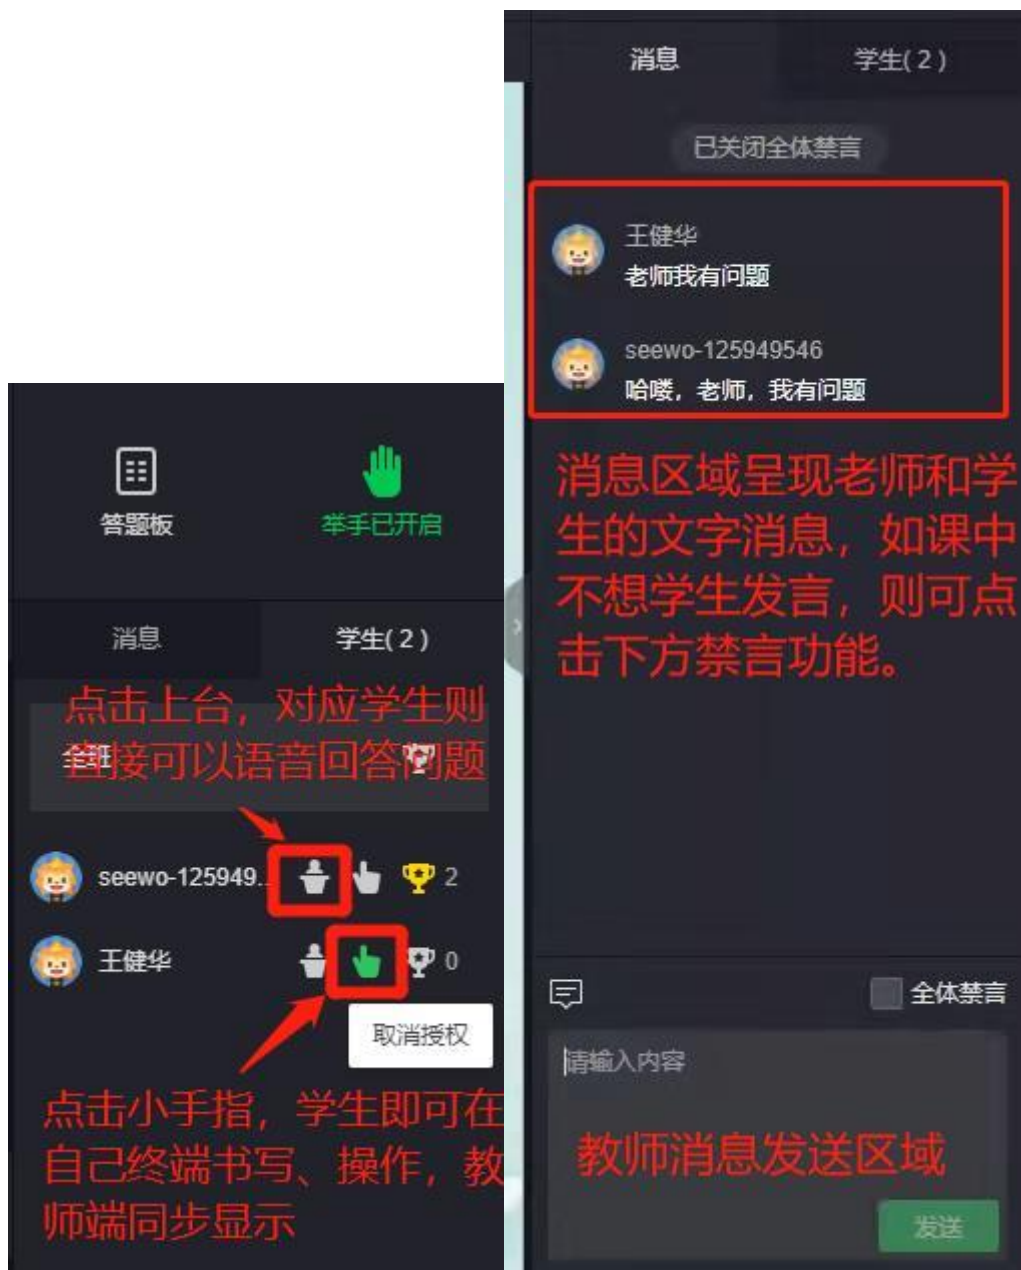 答题板
举手已开启
消息
学生(2)
点击上台，对应学生则
直接可以语音回答问题
全班
seewo-125949..
2
王健华
0
取消授权
点击小手指，学生即可在
自己终端书写、操作，教
师端同步显示
消息
学生(2)
已关闭全体禁言
王健华
老师我有问题
seewo-125949546
哈喽，老师，我有问题
消息区域呈现老师和学
生的文字消息，如课中
不想学生发言，则可点
击下方禁言功能。
全体禁言
请输入内容
教师消息发送区域
发送